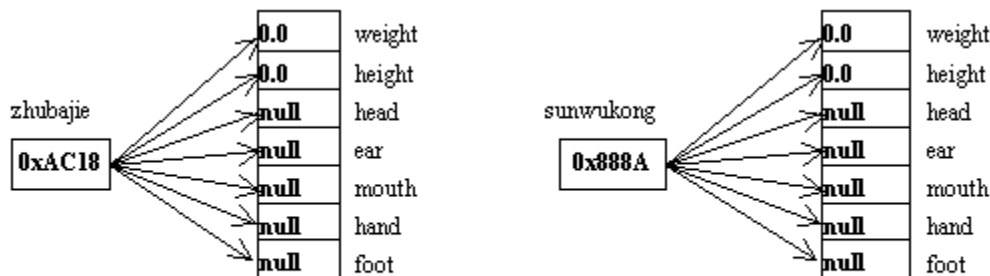 0.0 weight
0.0 height
zhubajie
null head
0xAC18
null ear
null mouth
null hand
null foot
0.0 weight
0.0 height
sunwukong
null head
0x888A
null ear
null mouth
null hand
null foot